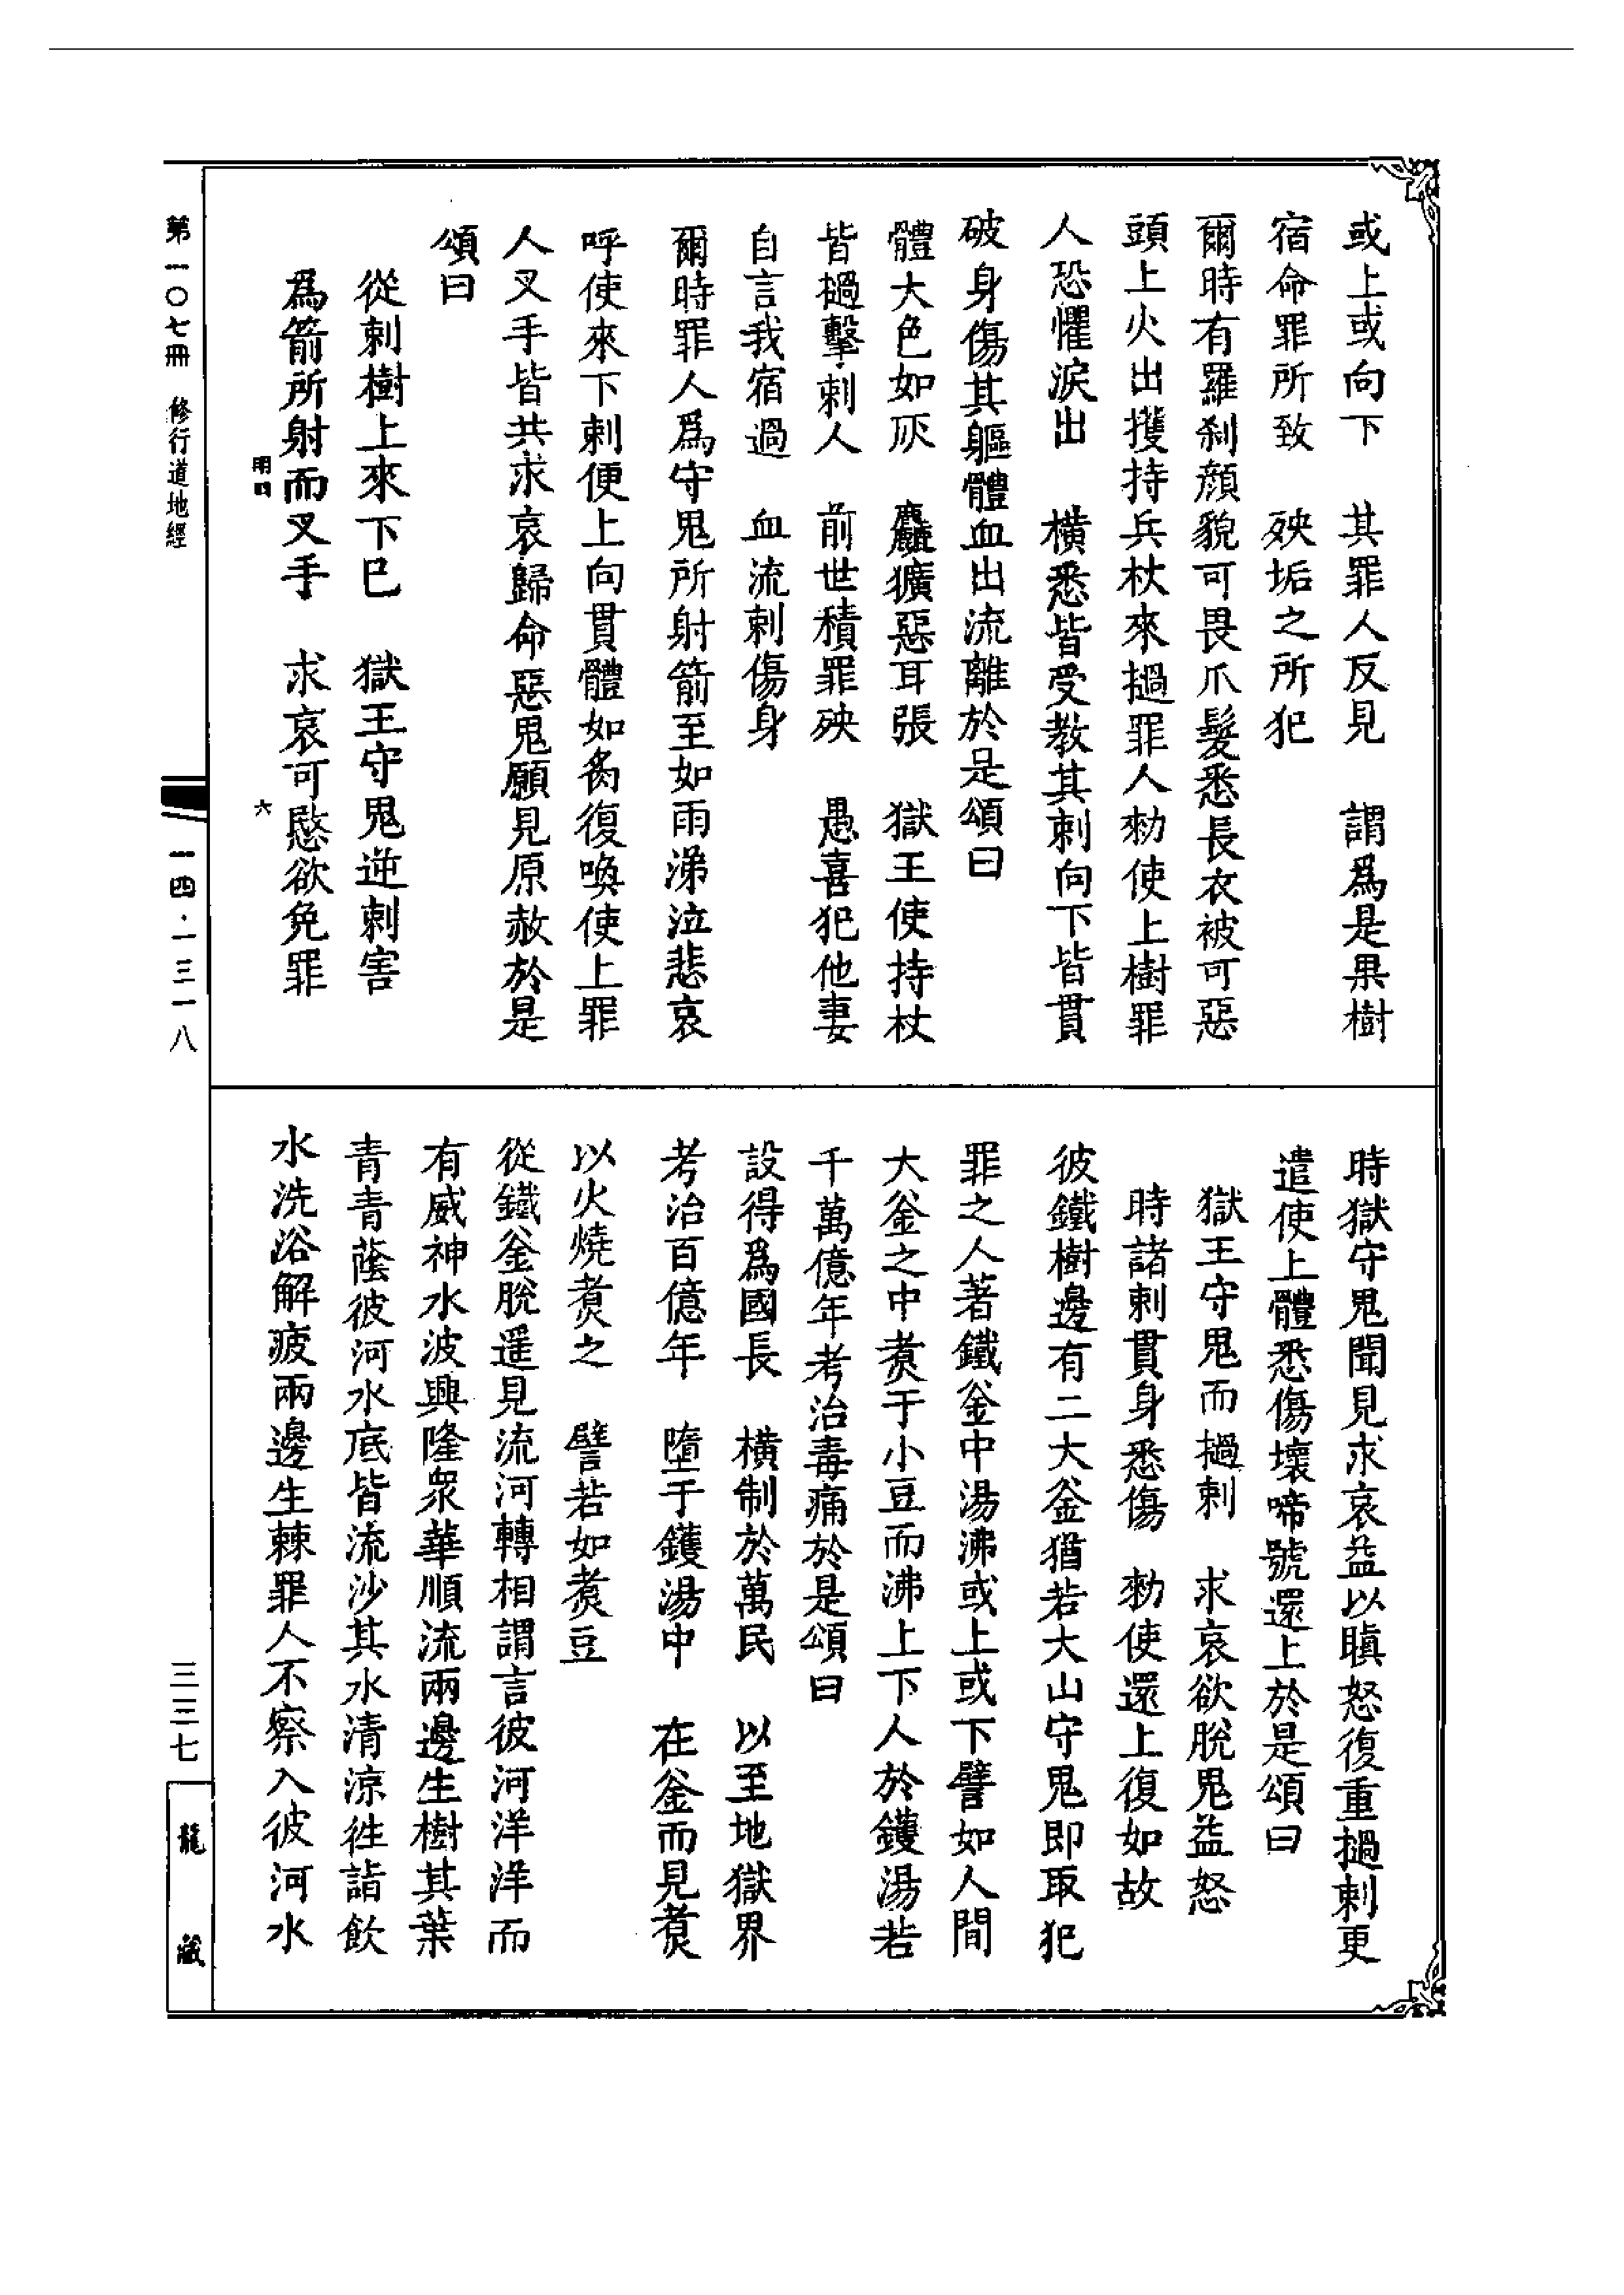 或上或向下　其罪人反見　謂爲是果樹
宿命罪所致　殃垢之所犯
爾時有羅刹顔貌可畏爪髮悉長衣被可惡
頭上火出擭持兵杖來撾罪人勑使上樹罪
人恐懼淚出　橫悉皆受教其刺向下皆貫
破身傷其軀體血出流離於是頌曰
體大色如灰　麤獷惡耳張　獄王使持杖
皆撾擊刺人　前世積罪殃　愚喜犯他妻
自言我宿過　血流刺傷身
爾時罪人爲守鬼所射箭至如雨涕泣悲哀
呼使來下刺便上向貫體如炙復喚使上罪
人叉手皆共求哀歸命惡鬼願見原赦於是
頌曰
從刺樹上來下已　獄王守鬼逆刺害
爲箭所射而叉手　求哀可愍欲免罪
時獄守鬼聞見求哀益以瞋怒復重撾刺更
遣使上體悉傷壞啼號還上於是頌曰
獄王守鬼而撾刺　求哀欲脫鬼益怒
時諸刺貫身悉傷　勑使還上復如故
彼鐵樹邊有二大釜猶若大山守鬼即取犯
罪之人著鐵釜中湯沸或上或下譬如人間
大釜之中煑于小豆而沸上下人於鑊湯若
千萬億年考治毒痛於是頌曰
設得爲國長　橫制於萬民　以至地獄界
考治百億年　墮于鑊湯中　在釜而見煑
以火燒煑之　譬若如煑豆
從鐵釜脫遥見流河轉相謂言彼河洋洋而
有威神水波興隆衆華順流兩邊生樹其葉
青青蔭彼河水底皆流沙其水清涼徃詣飲
水洗浴解疲兩邊生棘罪人不察入彼河水
第一〇七冊　修行道地經
一四·一三一八
三三七
龍藏
六